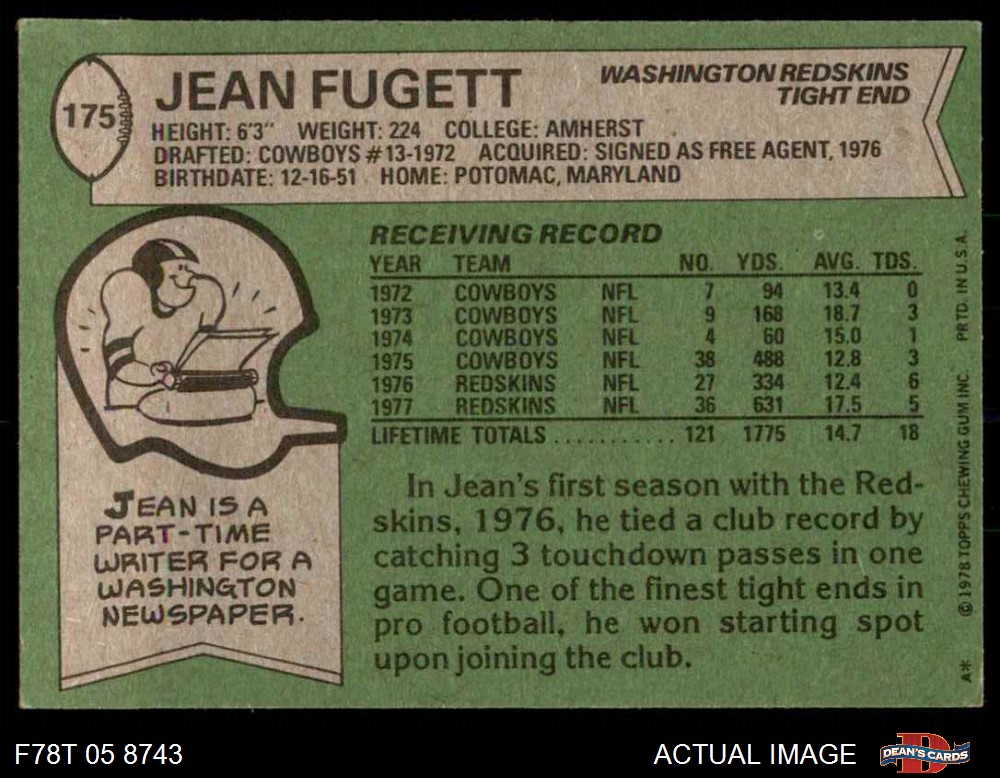 175
JEAN FUGETT
WASHINGTON REDSKINS
TIGHT END
HEIGHT: 6'3" WEIGHT: 224 COLLEGE: AMHERST
DRAFTED: COWBOYS #13-1972 ACQUIRED: SIGNED AS FREE AGENT, 1976
BIRTHDATE: 12-16-51 HOME: POTOMAC, MARYLAND
RECEIVING RECORD
YEAR TEAM NO. YDS. AVG. TDS.
1972 COWBOYS NFL 7 94 13.4 0
1973 COWBOYS NFL 9 168 18.7 3
1974 COWBOYS NFL 4 60 15.0 1
1975 COWBOYS NFL 38 488 12.8 3
1976 REDSKINS NFL 27 334 12.4 6
1977 REDSKINS NFL 36 631 17.5 5
LIFETIME TOTALS ........... 121 1775 14.7 18
JEAN IS A
PART-TIME
WRITER FOR A
WASHINGTON
NEWSPAPER.
In Jean's first season with the Red-
skins, 1976, he tied a club record by
catching 3 touchdown passes in one
game. One of the finest tight ends in
pro football, he won starting spot
upon joining the club.
A* © 1978 TOPPS CHEWING GUM INC. PRTD. IN U.S.A.
F78T 05 8743
ACTUAL IMAGE
D
DEAN'S CARDS